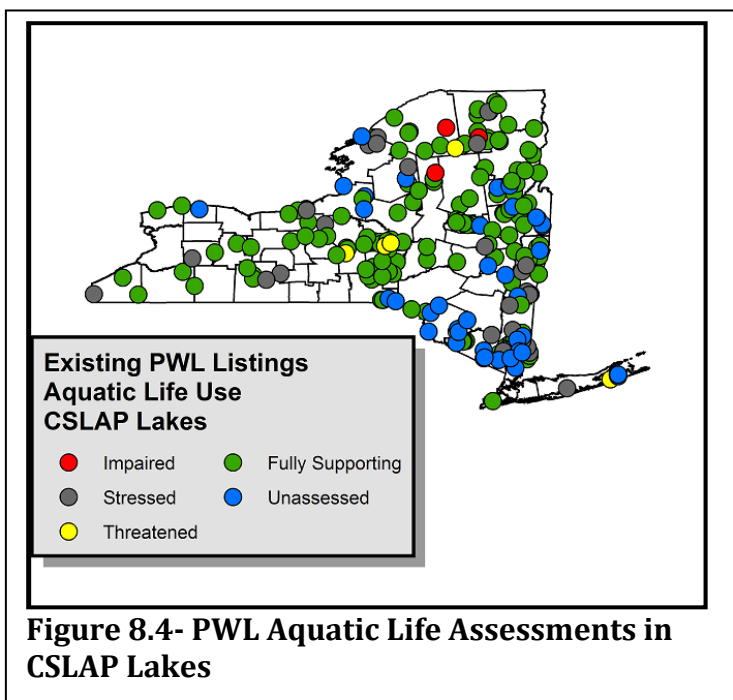 Existing PWL Listings
Aquatic Life Use
CSLAP Lakes
Impaired
Fully Supporting
Stressed
Unassessed
Threatened
Figure 8.4- PWL Aquatic Life Assessments in
CSLAP Lakes